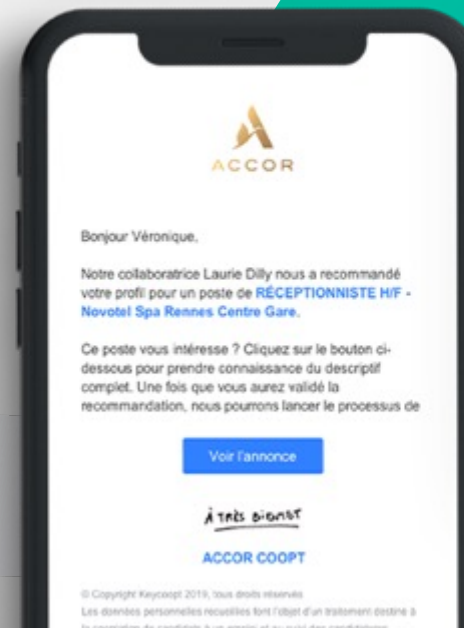 ACCOR
Bonjour Véronique,
Notre collaboratrice Laurie Dilly nous a recommandé
votre profil pour un poste de RÉCEPTIONNISTE H/F -
Novotel Spa Rennes Centre Gare.
Ce poste vous intéresse ? Cliquez sur le bouton ci-
dessous pour prendre connaissance du descriptif
complet. Une fois que vous aurez validé la
recommandation, nous pourrons lancer le processus de
Voir l'annonce
À TRÈS BIENTÔT
ACCOR COOPT
© Copyright Keycoopt 2019, tous droits réservés
Les données personnelles recueillies font l'objet d'un traitement destiné à